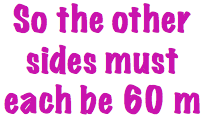 So the other
sides must
each be 60 m